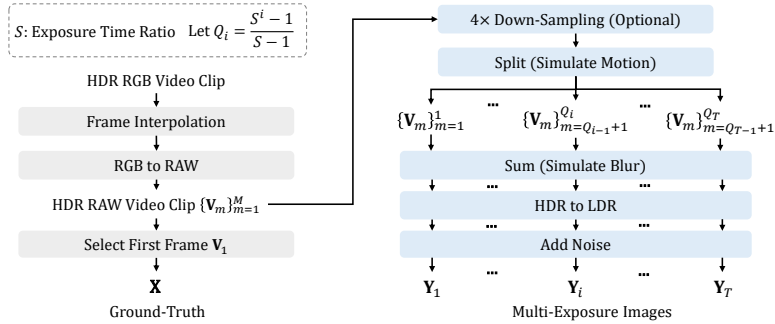 S: Exposure Time Ratio Let Q_i = \frac{S^i − 1}{S − 1}
HDR RGB Video Clip
Frame Interpolation
RGB to RAW
HDR RAW Video Clip {V_m}_{m=1}^{M}
Select First Frame V_1
X
Ground-Truth
4× Down-Sampling (Optional)
Split (Simulate Motion)
{V_m}_{m=1}^{1} ... {V_m}_{m=Q_{i−1}+1}^{Q_i} ... {V_m}_{m=Q_{T−1}+1}^{Q_T}
Sum (Simulate Blur)
... ...
HDR to LDR
... ...
Add Noise
Y_1 ... Y_i ... Y_T
Multi-Exposure Images